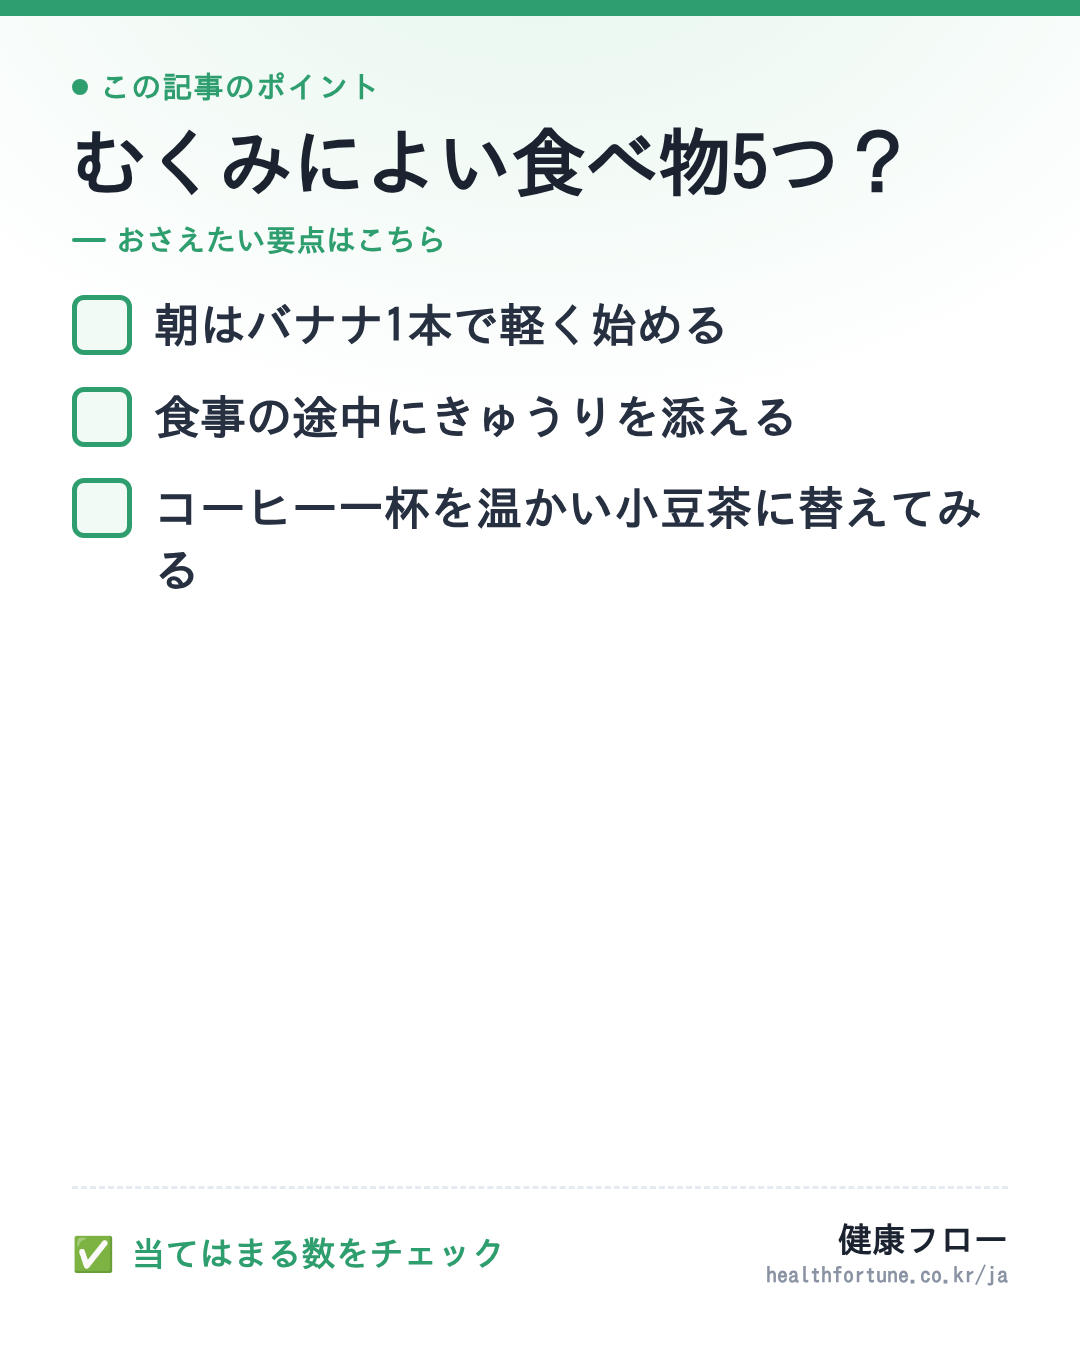 この記事のポイント
むくみによい食べ物5つ？
おさえたい要点はこちら
朝はバナナ1本で軽く始める
食事の途中にきゅうりを添える
コーヒー一杯を温かい小豆茶に替えてみ
る
✅ 当てはまる数をチェック
健康フロー
healthfortune.co.kr/ja